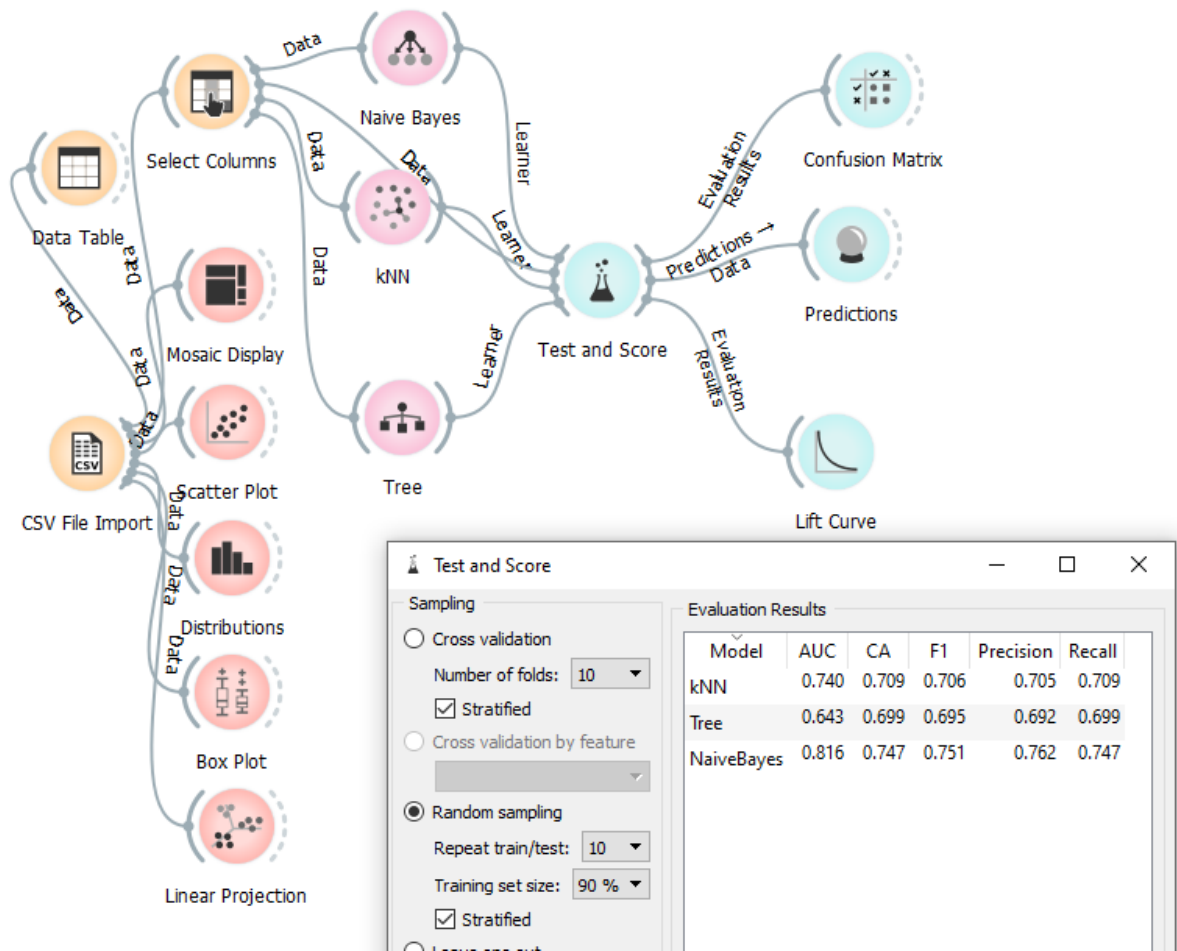 Data
Naive Bayes
Select Columns
Data Table
Data
Data
kNN
Data
Learner
Learner
Learner
Tree
Test and Score
Evaluation
Results
Confusion Matrix
Predictions →
Data
Predictions
Evaluation
Results
Lift Curve
Data
Data
Data
Data
Mosaic Display
Scatter Plot
CSV
CSV File Import
Data
Data
Data
Distributions
Box Plot
Linear Projection
Test and Score
Sampling
Cross validation
Number of folds: 10
Stratified
Cross validation by feature
Random sampling
Repeat train/test: 10
Training set size: 90 %
Stratified
Leave one out
Evaluation Results
Model AUC CA F1 Precision Recall
kNN 0.740 0.709 0.706 0.705 0.709
Tree 0.643 0.699 0.695 0.692 0.699
NaiveBayes 0.816 0.747 0.751 0.762 0.747